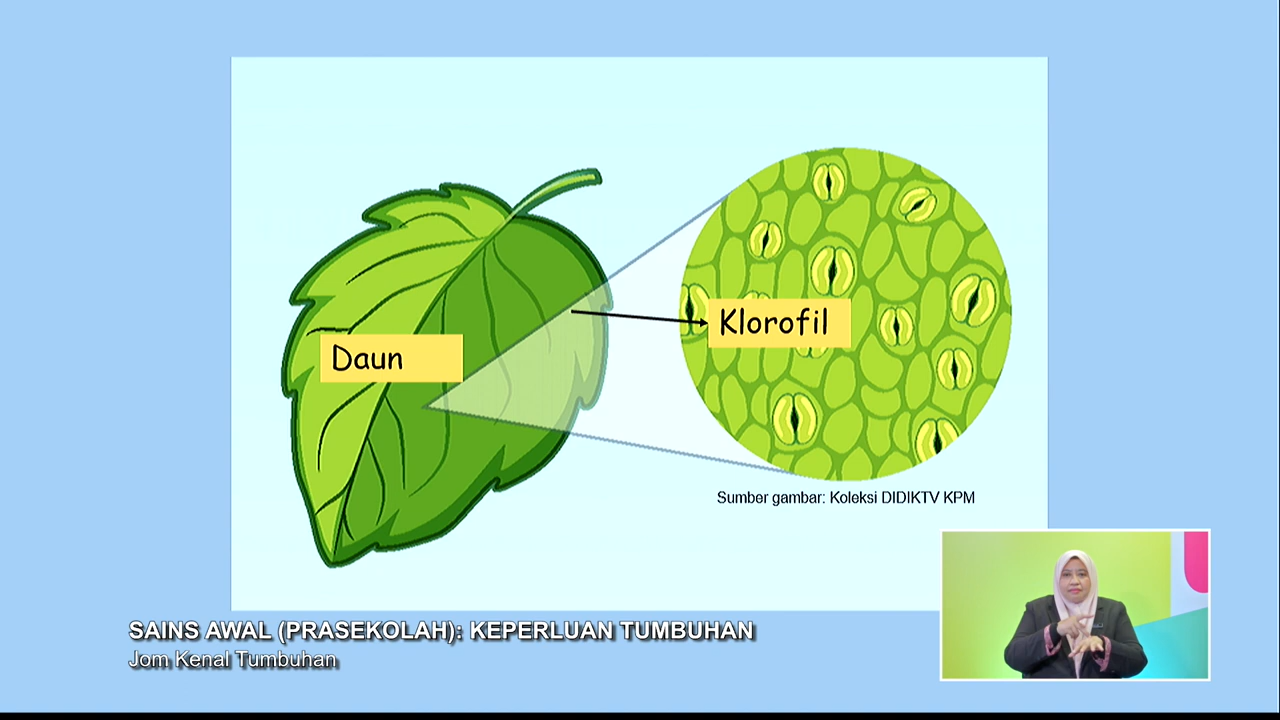 Daun
Klorofil
Sumber gambar: Koleksi DIDIKTV KPM
SAINS AWAL (PRASEKOLAH): KEPERLUAN TUMBUHAN
Jom Kenal Tumbuhan